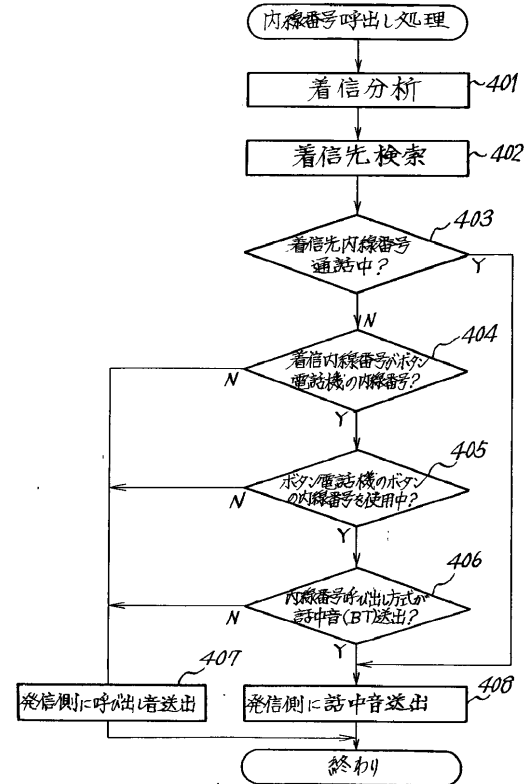 内線番号呼出し処理
着信分析
401
着信先検索
402
403
着信先内線番号
通話中?
Y
N
404
着信内線番号がボタン
電話機の内線番号?
N
Y
405
ボタン電話機のボタン
の内線番号を使用中?
N
Y
406
内線番号呼び出し方式が
話中音(BT)送出?
N
Y
407
発信側に呼び出し音送出
408
発信側に話中音送出
終わり